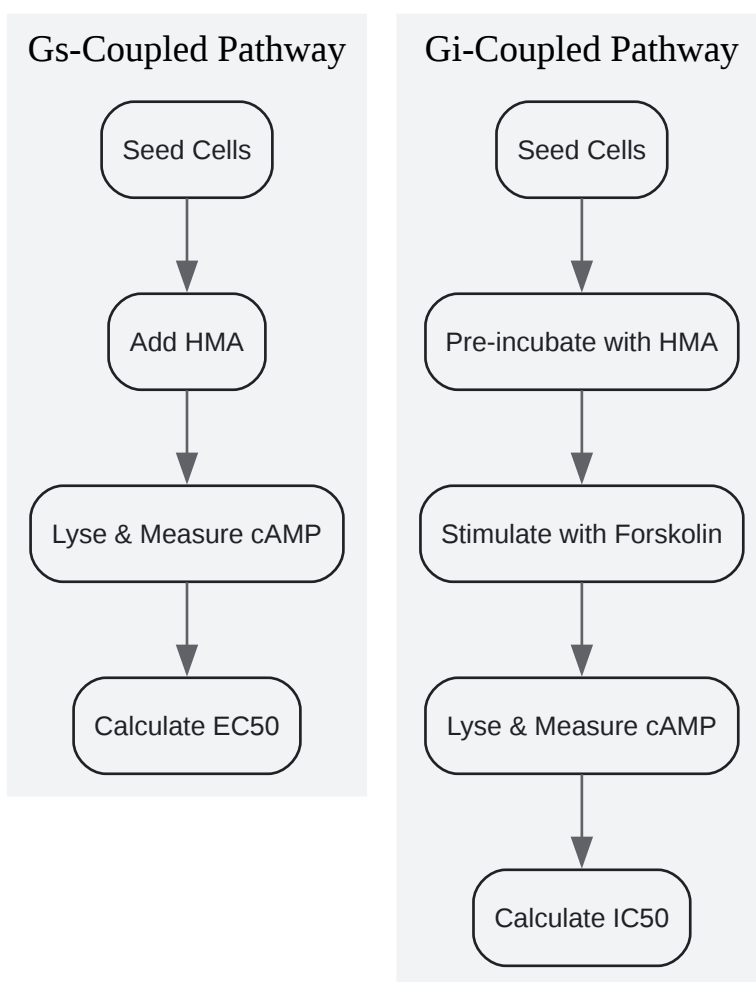 Gs-Coupled Pathway
Seed Cells
Add HMA
Lyse & Measure cAMP
Calculate EC50
Gi-Coupled Pathway
Seed Cells
Pre-incubate with HMA
Stimulate with Forskolin
Lyse & Measure cAMP
Calculate IC50